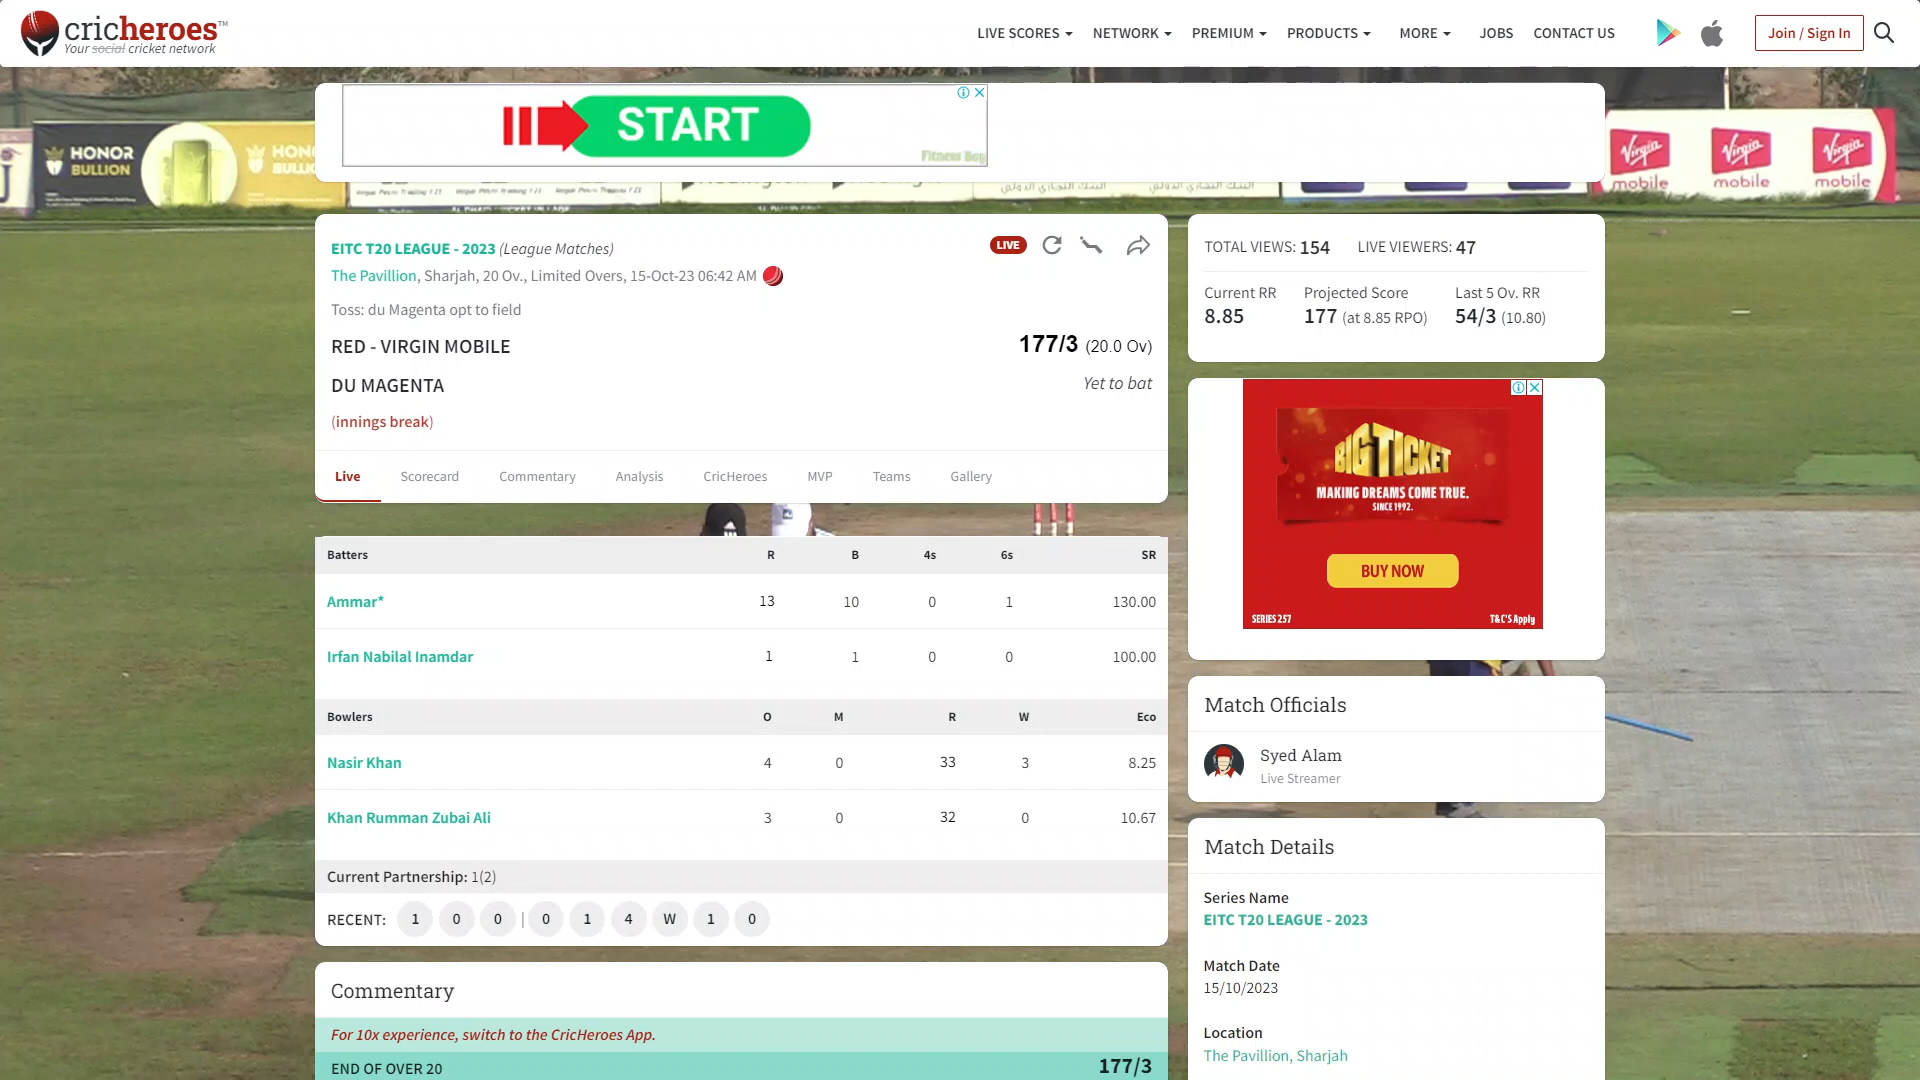 cricheroes™
Your social cricket network
LIVE SCORES
NETWORK
PREMIUM
PRODUCTS
MORE
JOBS
CONTACT US
Join / Sign In
START
Fitness Boy
HONOR
BULLION
Virgin
mobile
Virgin
mobile
Virgin
mobile
EITC T20 LEAGUE - 2023 (League Matches)
LIVE
The Pavillion, Sharjah, 20 Ov., Limited Overs, 15-Oct-23 06:42 AM
Toss: du Magenta opt to field
RED - VIRGIN MOBILE
177/3 (20.0 Ov)
DU MAGENTA
Yet to bat
(innings break)
Live
Scorecard
Commentary
Analysis
CricHeroes
MVP
Teams
Gallery
Batters R B 4s 6s SR
Ammar* 13 10 0 1 130.00
Irfan Nabilal Inamdar 1 1 0 0 100.00
Bowlers O M R W Eco
Nasir Khan 4 0 33 3 8.25
Khan Rumman Zubai Ali 3 0 32 0 10.67
Current Partnership: 1(2)
RECENT: 1 0 0 | 0 1 4 W 1 0
Commentary
For 10x experience, switch to the CricHeroes App.
END OF OVER 20
177/3
TOTAL VIEWS: 154 LIVE VIEWERS: 47
Current RR Projected Score Last 5 Ov. RR
8.85 177 (at 8.85 RPO) 54/3 (10.80)
BIG TICKET
MAKING DREAMS COME TRUE.
SINCE 1992.
BUY NOW
SERIES 257
T&C'S Apply
Match Officials
Syed Alam
Live Streamer
Match Details
Series Name
EITC T20 LEAGUE - 2023
Match Date
15/10/2023
Location
The Pavillion, Sharjah